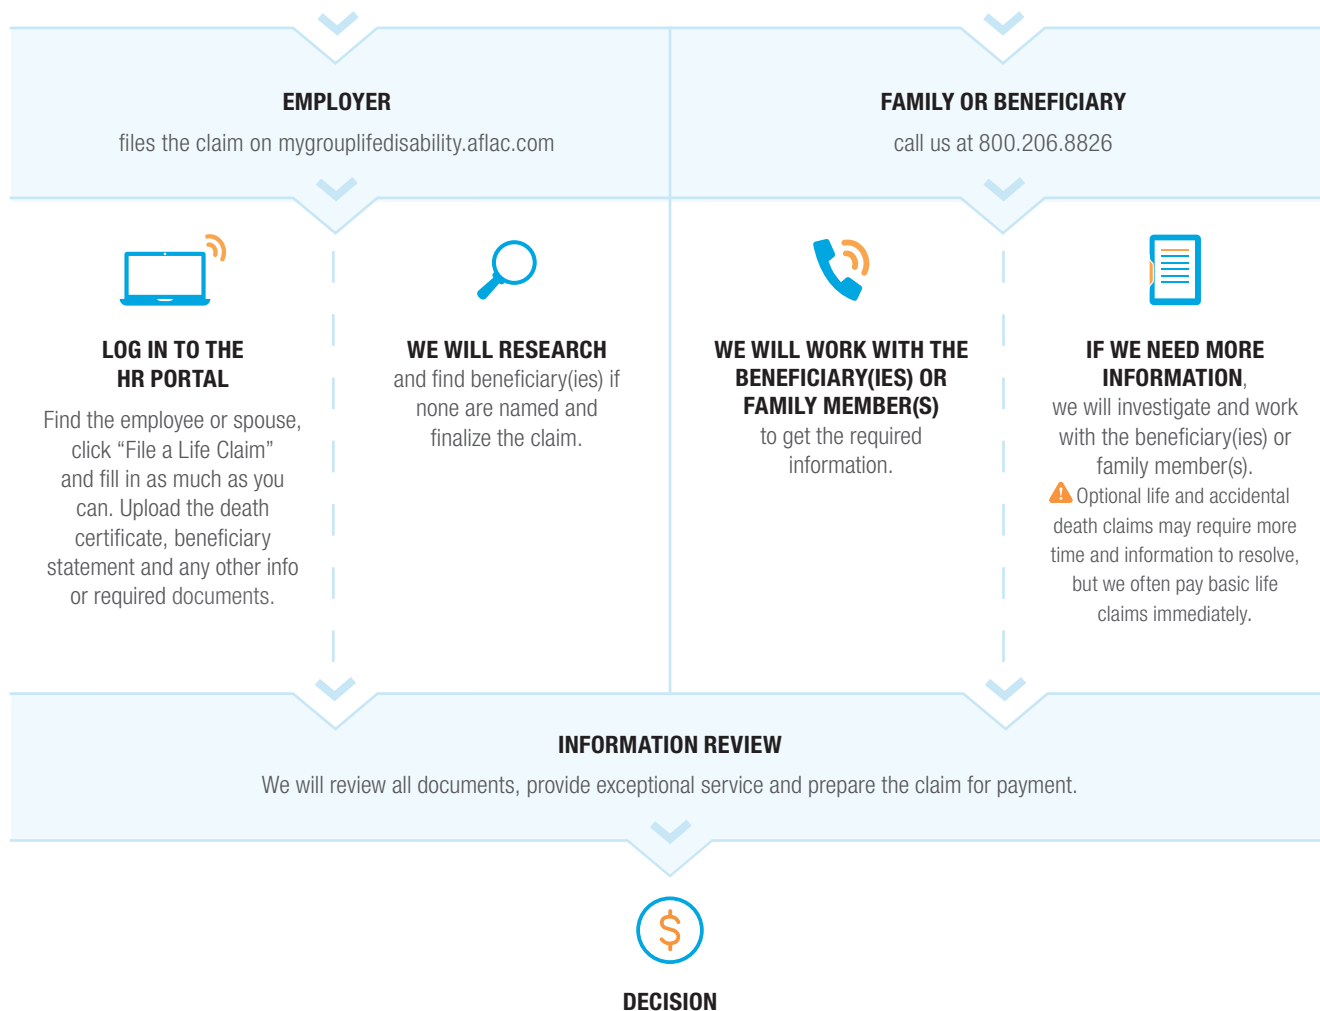 EMPLOYER
files the claim on mygrouplifedisability.aflac.com
FAMILY OR BENEFICIARY
call us at 800.206.8826
LOG IN TO THE
HR PORTAL
Find the employee or spouse,
click “File a Life Claim”
and fill in as much as you
can. Upload the death
certificate, beneficiary
statement and any other info
or required documents.
WE WILL RESEARCH
and find beneficiary(ies) if
none are named and
finalize the claim.
WE WILL WORK WITH THE
BENEFICIARY(IES) OR
FAMILY MEMBER(S)
to get the required
information.
IF WE NEED MORE
INFORMATION,
we will investigate and work
with the beneficiary(ies) or
family member(s).
Optional life and accidental
death claims may require more
time and information to resolve,
but we often pay basic life
claims immediately.
INFORMATION REVIEW
We will review all documents, provide exceptional service and prepare the claim for payment.
$
DECISION